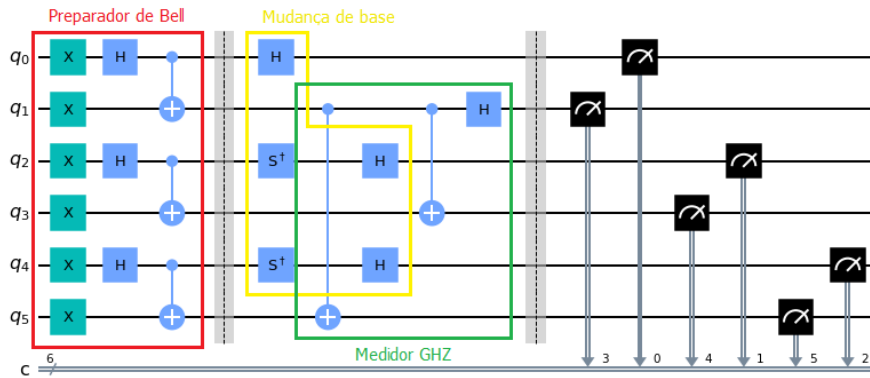 Preparador de Bell
Mudança de base
q0 X H H
q1 X H
q2 X H S† H
q3 X
q4 X H S† H
q5 X
Medidor GHZ
6 3 0 4 1 5 2
c